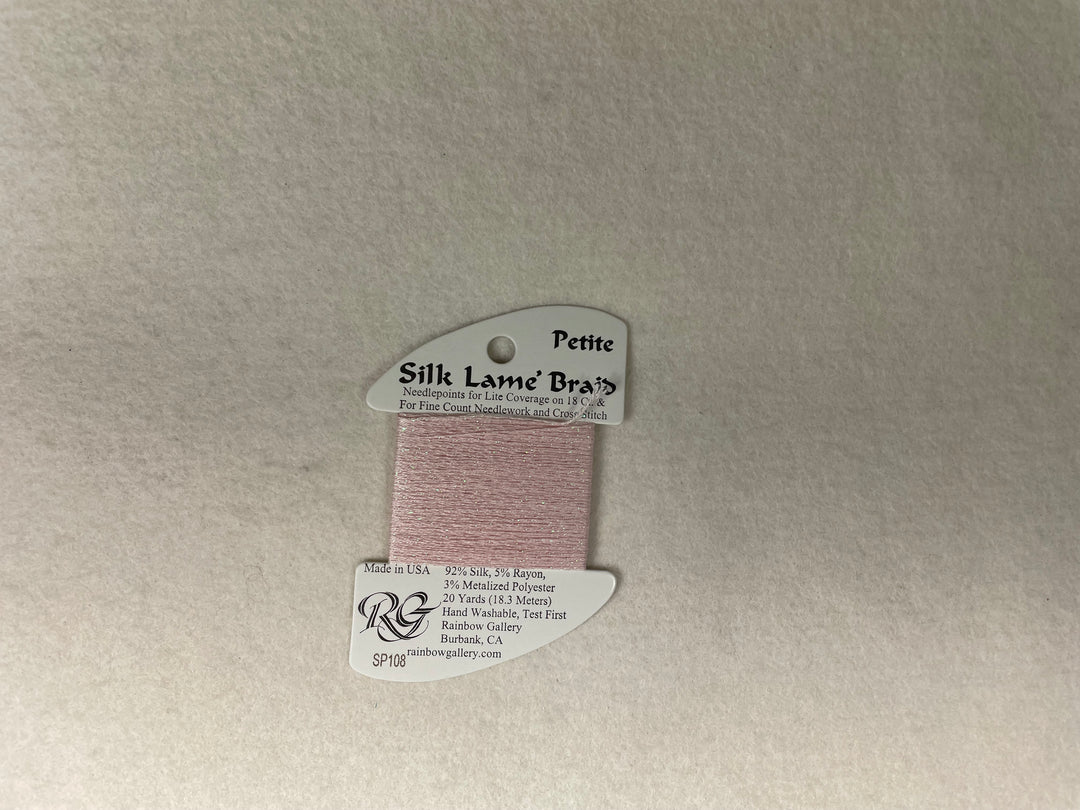 Petite
Silk Lame' Braid
Needlepoints for Lite Coverage on 18 Ct. &
For Fine Count Needlework and Cross Stitch
Made in USA
92% Silk, 5% Rayon,
3% Metalized Polyester
20 Yards (18.3 Meters)
Hand Washable, Test First
Rainbow Gallery
Burbank, CA
rainbowgallery.com
RG
SP108